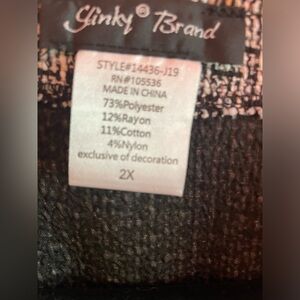 Slinky® Brand
STYLE#14436-J19
RN#105536
MADE IN CHINA
73%Polyester
12%Rayon
11%Cotton
4%Nylon
exclusive of decoration
2X